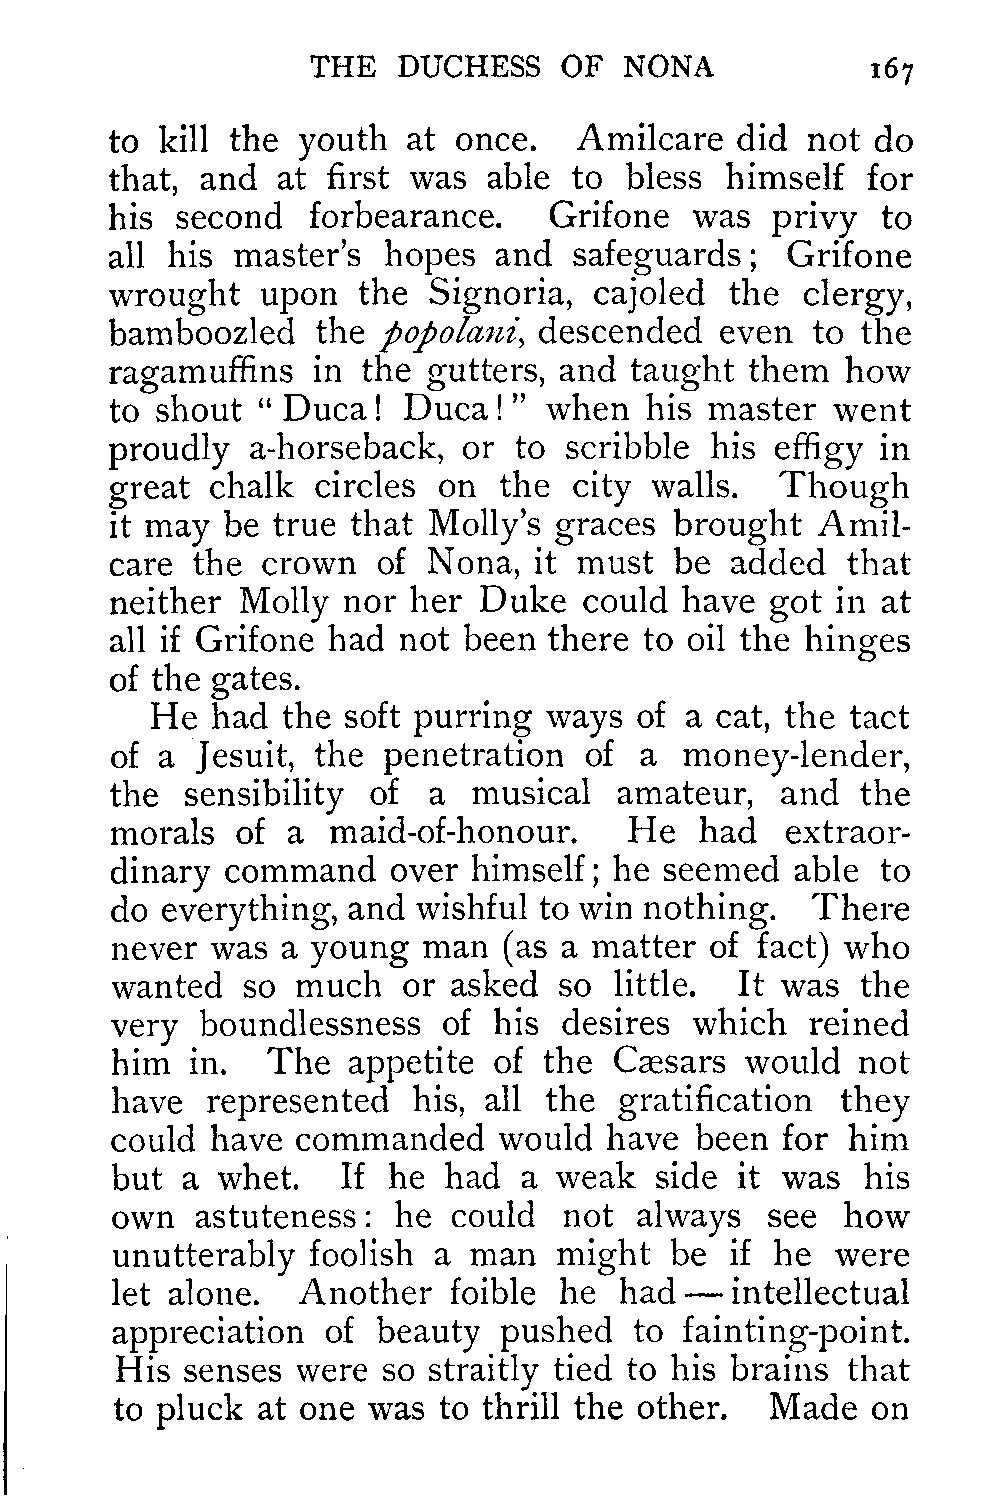 THE DUCHESS OF NONA 167
to kill the youth at once. Amilcare did not do
that, and at first was able to bless himself for
his second forbearance. Grifone was privy to
all his master's hopes and safeguards; Grifone
wrought upon the Signoria, cajoled the clergy,
bamboozled the popolani, descended even to the
ragamuffins in the gutters, and taught them how
to shout “Duca! Duca!” when his master went
proudly a-horseback, or to scribble his effigy in
great chalk circles on the city walls. Though
it may be true that Molly's graces brought Amil-
care the crown of Nona, it must be added that
neither Molly nor her Duke could have got in at
all if Grifone had not been there to oil the hinges
of the gates.
He had the soft purring ways of a cat, the tact
of a Jesuit, the penetration of a money-lender,
the sensibility of a musical amateur, and the
morals of a maid-of-honour. He had extraor-
dinary command over himself; he seemed able to
do everything, and wishful to win nothing. There
never was a young man (as a matter of fact) who
wanted so much or asked so little. It was the
very boundlessness of his desires which reined
him in. The appetite of the Cæsars would not
have represented his, all the gratification they
could have commanded would have been for him
but a whet. If he had a weak side it was his
own astuteness: he could not always see how
unutterably foolish a man might be if he were
let alone. Another foible he had — intellectual
appreciation of beauty pushed to fainting-point.
His senses were so straitly tied to his brains that
to pluck at one was to thrill the other. Made on